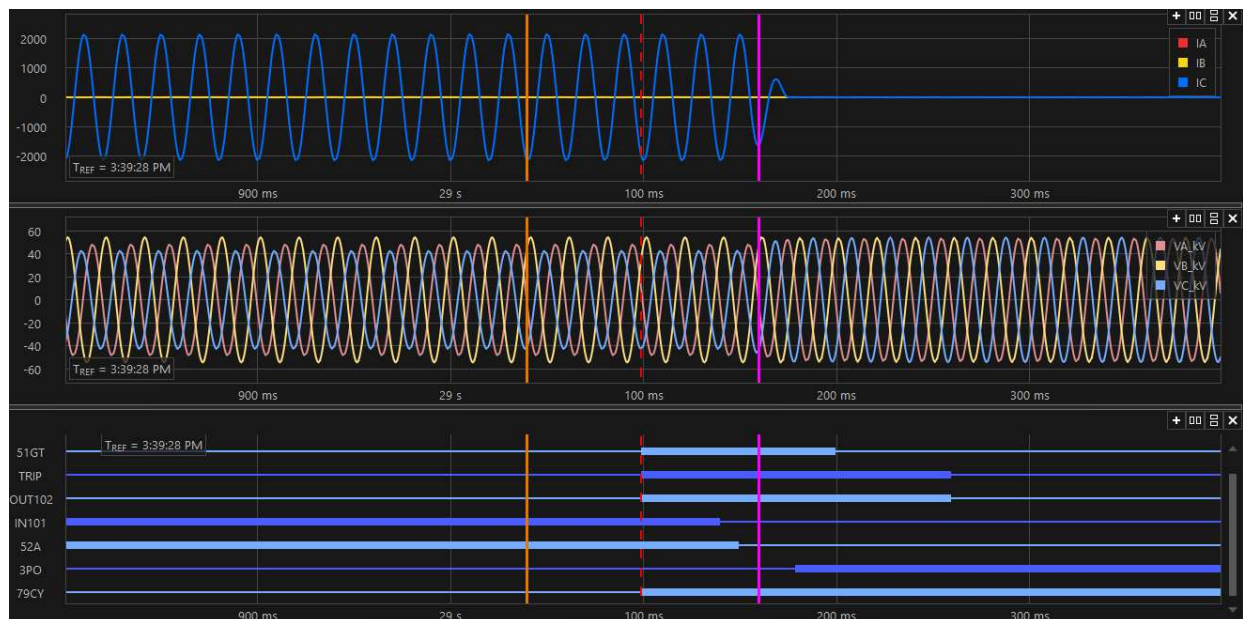 2000
1000
0
-1000
-2000
IA
IB
IC
TREF = 3:39:28 PM
900 ms 29 s 100 ms 200 ms 300 ms
60
40
20
0
-20
-40
-60
VA_kV
VB_kV
VC_kV
TREF = 3:39:28 PM
900 ms 29 s 100 ms 200 ms 300 ms
TREF = 3:39:28 PM
51GT
TRIP
OUT102
IN101
52A
3PO
79CY
900 ms 29 s 100 ms 200 ms 300 ms